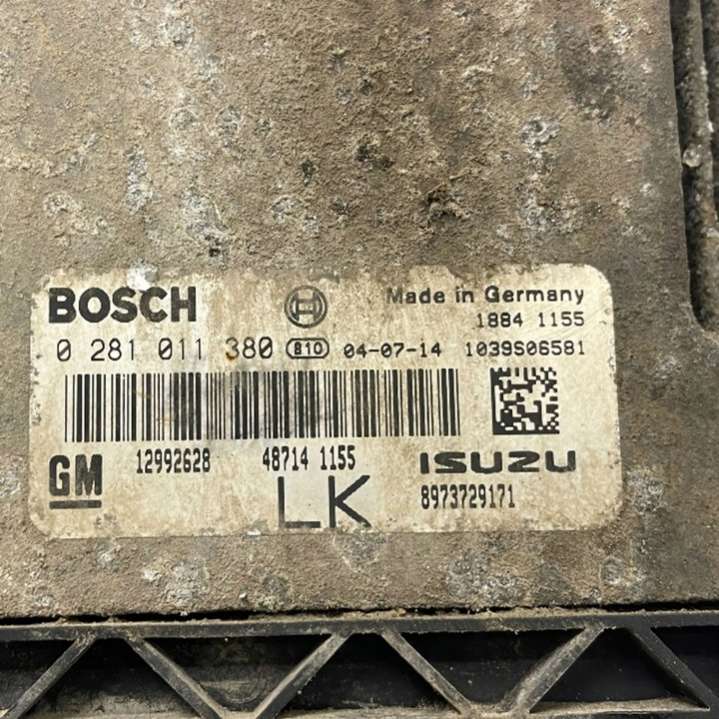 BOSCH
Made in Germany
1884 1155
0 281 011 380 810 04-07-14 1039S06581
12992628 48714 1155 ISUZU
GM LK 8973729171